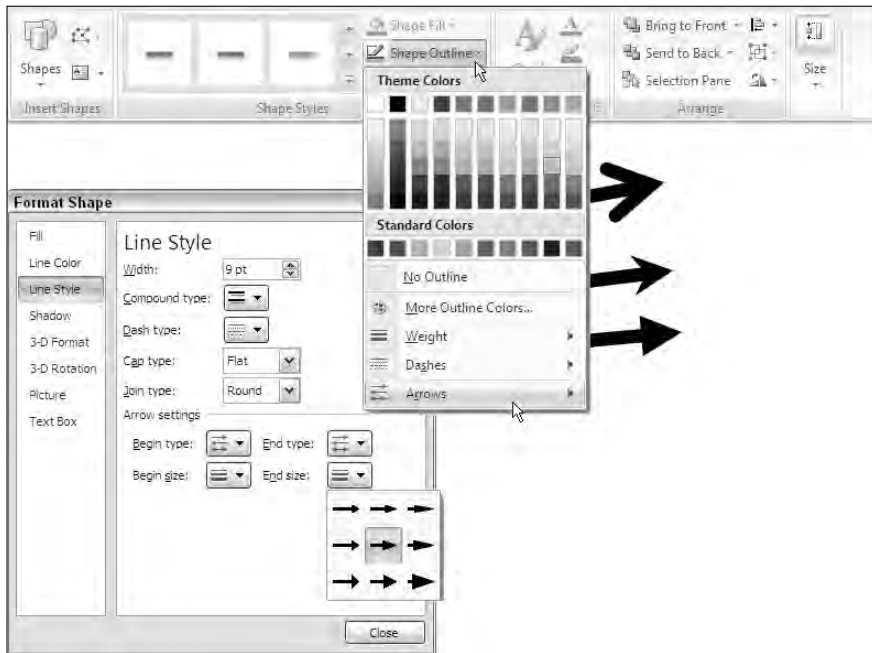 Shapes
Insert Shapes
Shape Styles
Shape Fill
Shape Outline
Bring to Front
Send to Back
Selection Pane
Arrange
Size
Theme Colors
Standard Colors
No Outline
More Outline Colors...
Weight
Dashes
Arrows
Format Shape
Fill
Line Color
Line Style
Shadow
3-D Format
3-D Rotation
Picture
Text Box
Line Style
Width: 9 pt
Compound type:
Dash type:
Cap type: Flat
Join type: Round
Arrow settings
Begin type: End type:
Begin size: End size:
Close